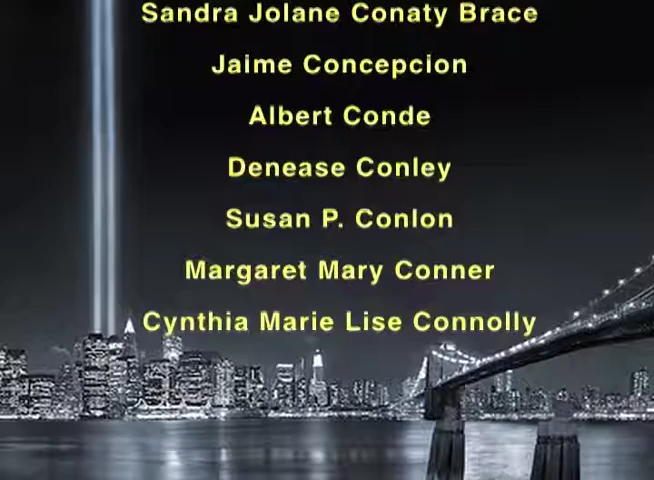 Sandra Jolane Conaty Brace
Jaime Concepcion
Albert Conde
Denease Conley
Susan P. Conlon
Margaret Mary Conner
Cynthia Marie Lise Connolly